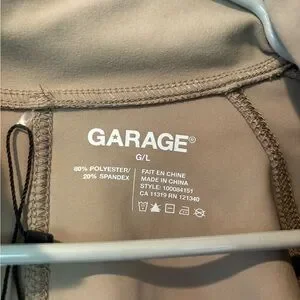 GARAGE®
G/L
80% POLYESTER/
20% SPANDEX
FAIT EN CHINE
MADE IN CHINA
STYLE: 100084151
CA 11319 RN 121340